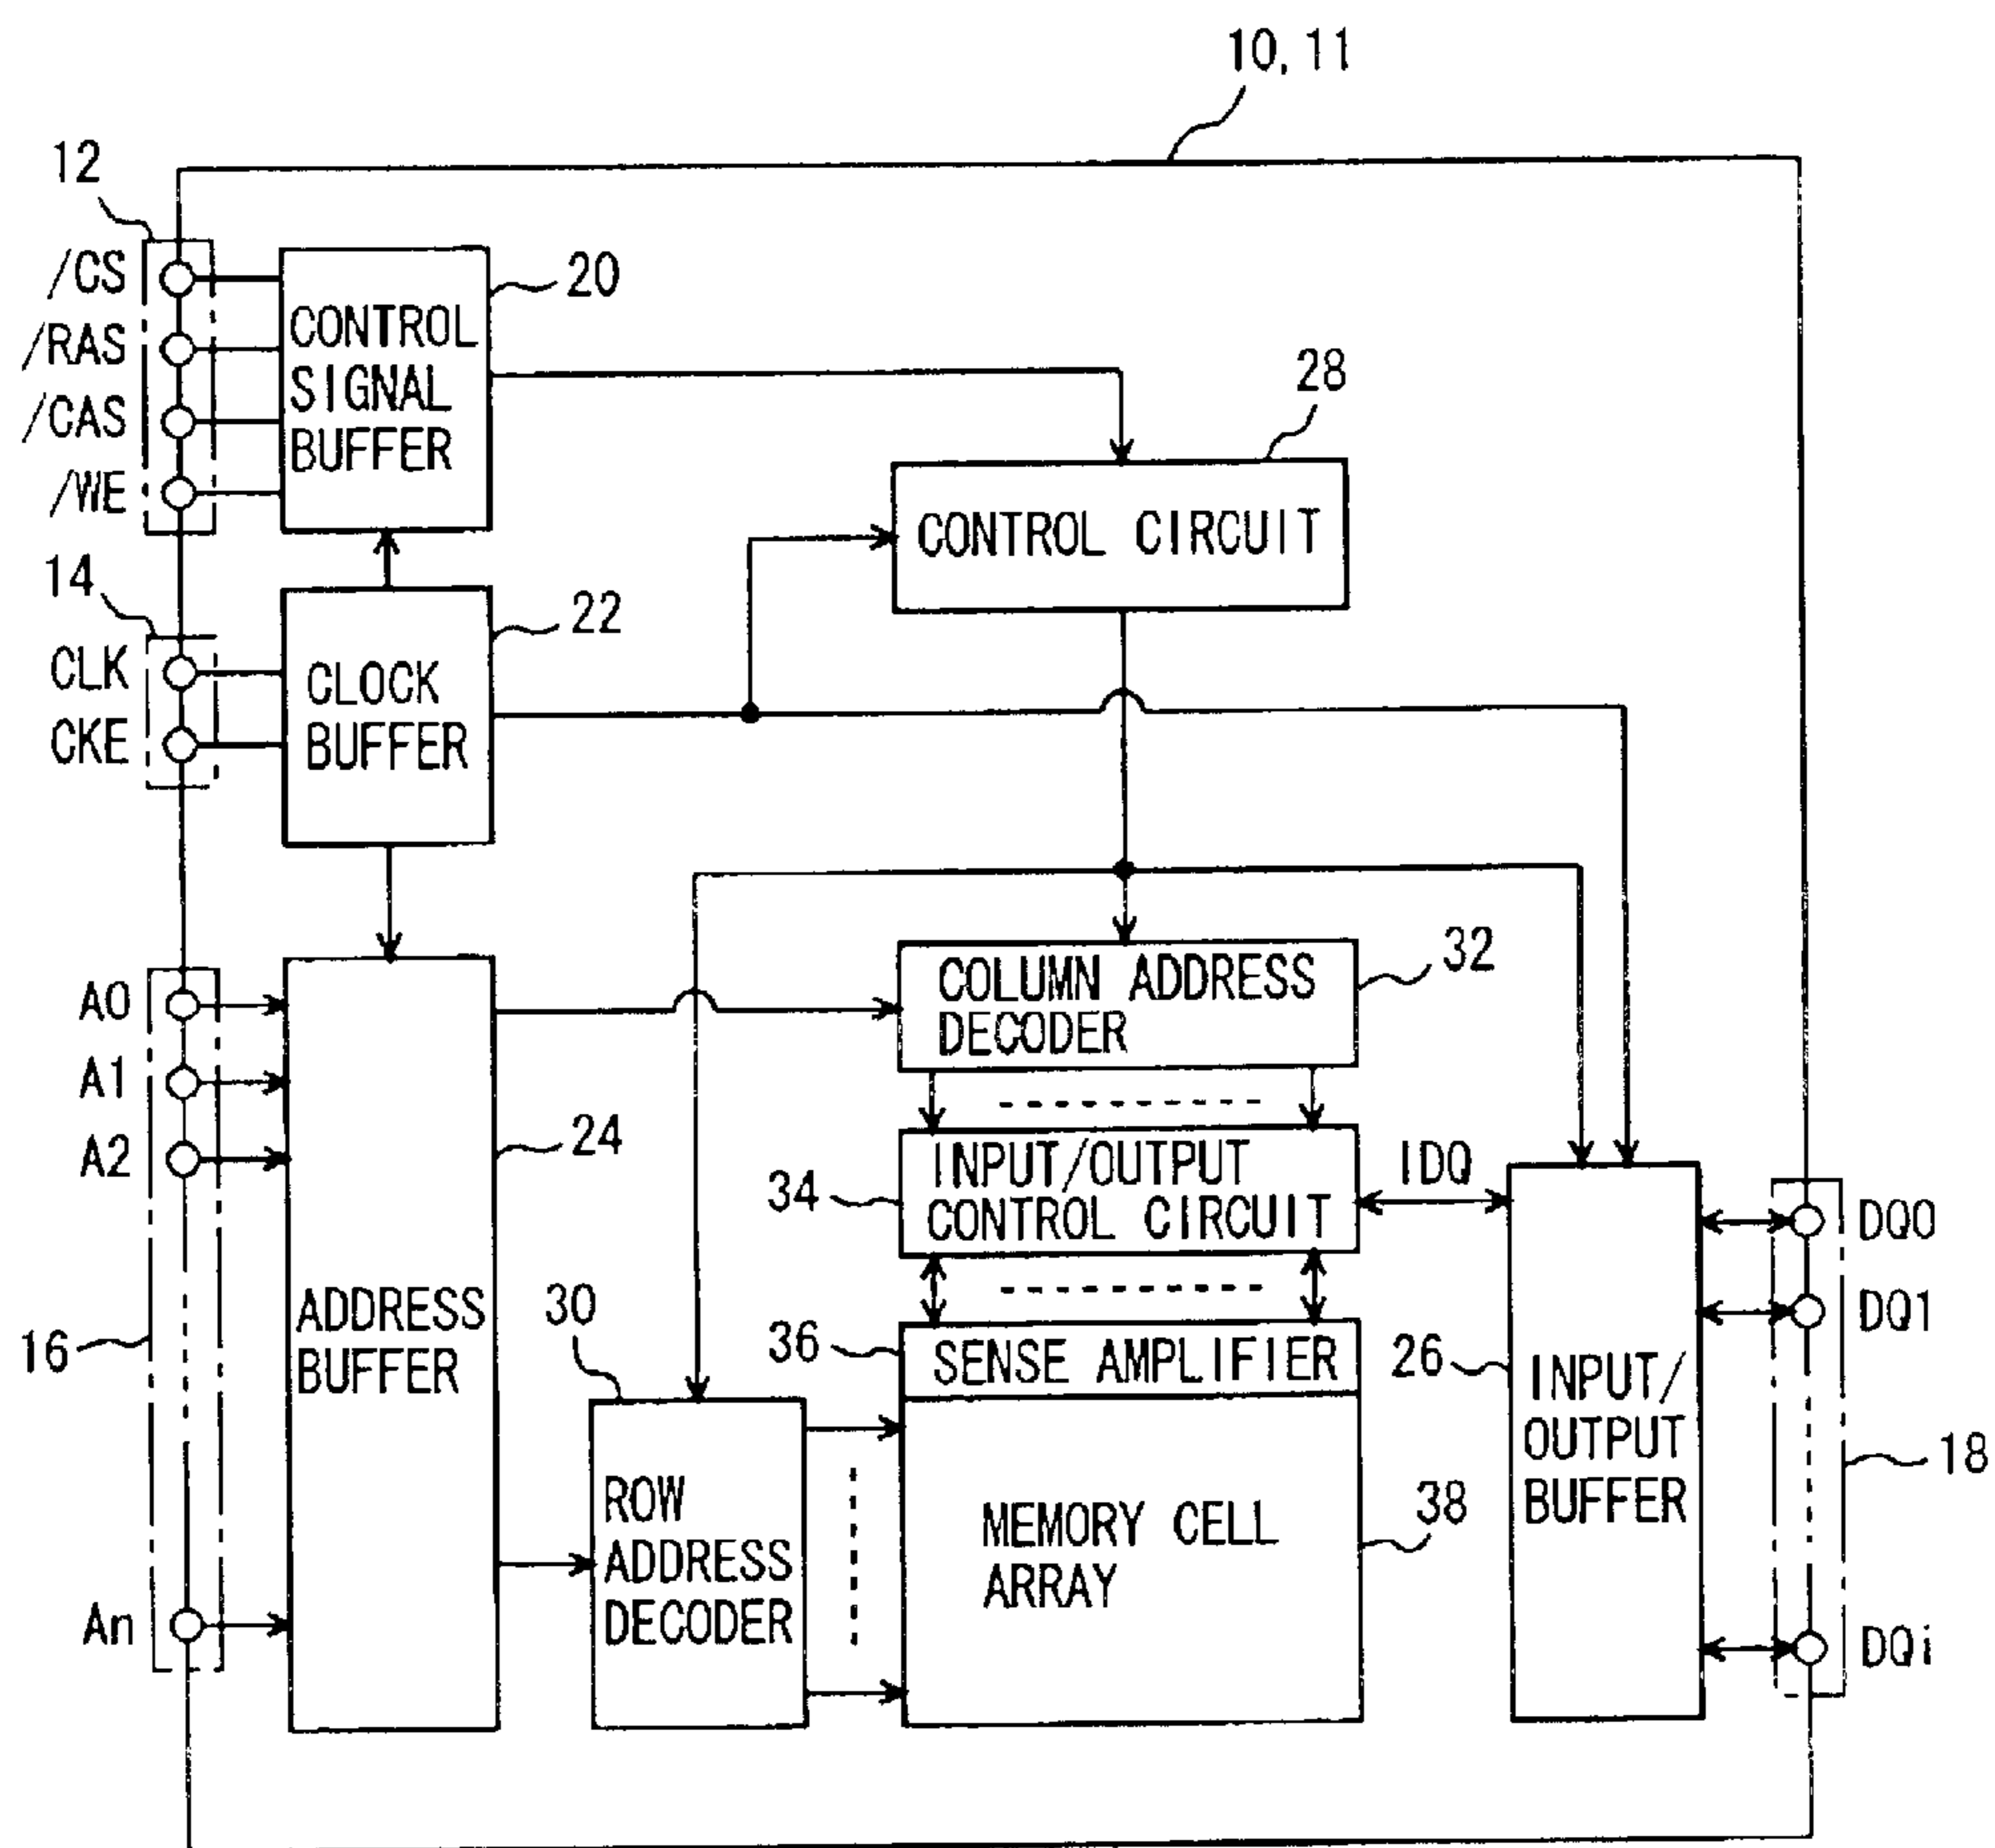 10, 11
12
/CS
/RAS
/CAS
/WE
CONTROL
SIGNAL
BUFFER
20
28
CONTROL CIRCUIT
14
CLK
CKE
CLOCK
BUFFER
22
A0
A1
A2
An
16
ADDRESS
BUFFER
24
COLUMN ADDRESS
DECODER
32
34
INPUT/OUTPUT
CONTROL CIRCUIT
IDQ
30
ROW
ADDRESS
DECODER
36
SENSE AMPLIFIER
MEMORY CELL
ARRAY
38
26
INPUT/
OUTPUT
BUFFER
DQ0
DQ1
DQi
18